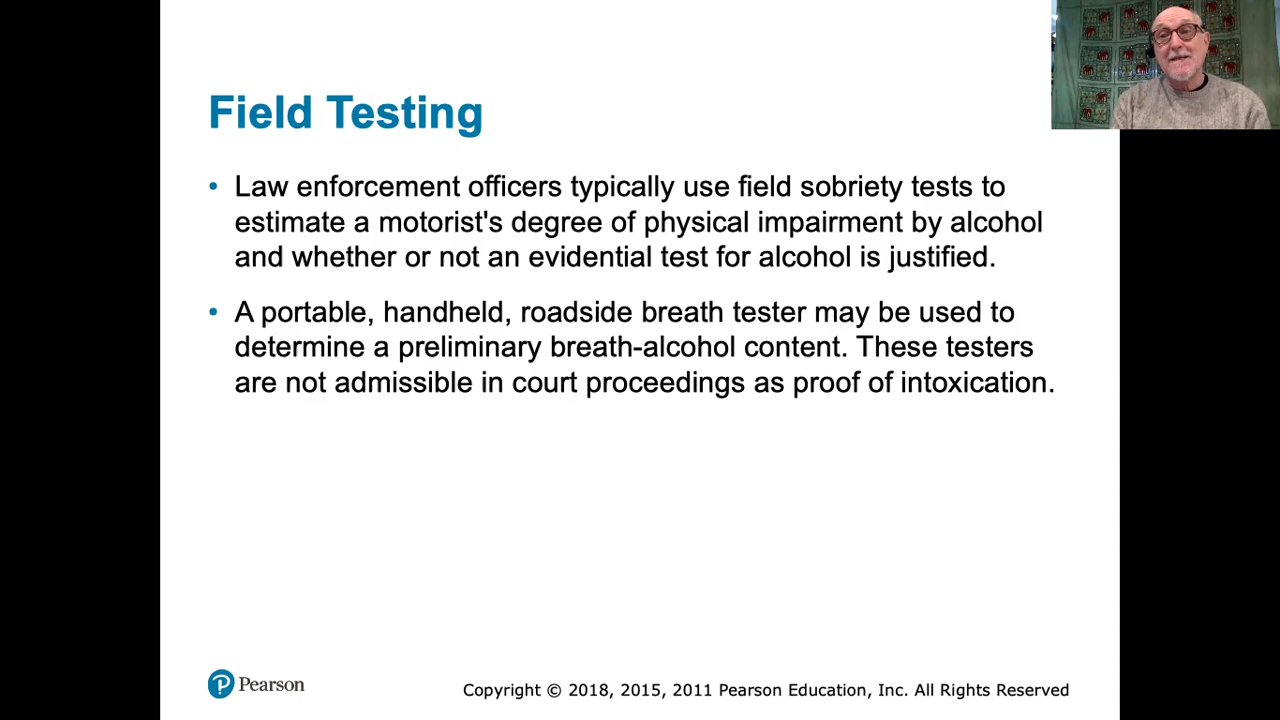 Field Testing
• Law enforcement officers typically use field sobriety tests to
estimate a motorist's degree of physical impairment by alcohol
and whether or not an evidential test for alcohol is justified.
• A portable, handheld, roadside breath tester may be used to
determine a preliminary breath-alcohol content. These testers
are not admissible in court proceedings as proof of intoxication.
Pearson
Copyright © 2018, 2015, 2011 Pearson Education, Inc. All Rights Reserved